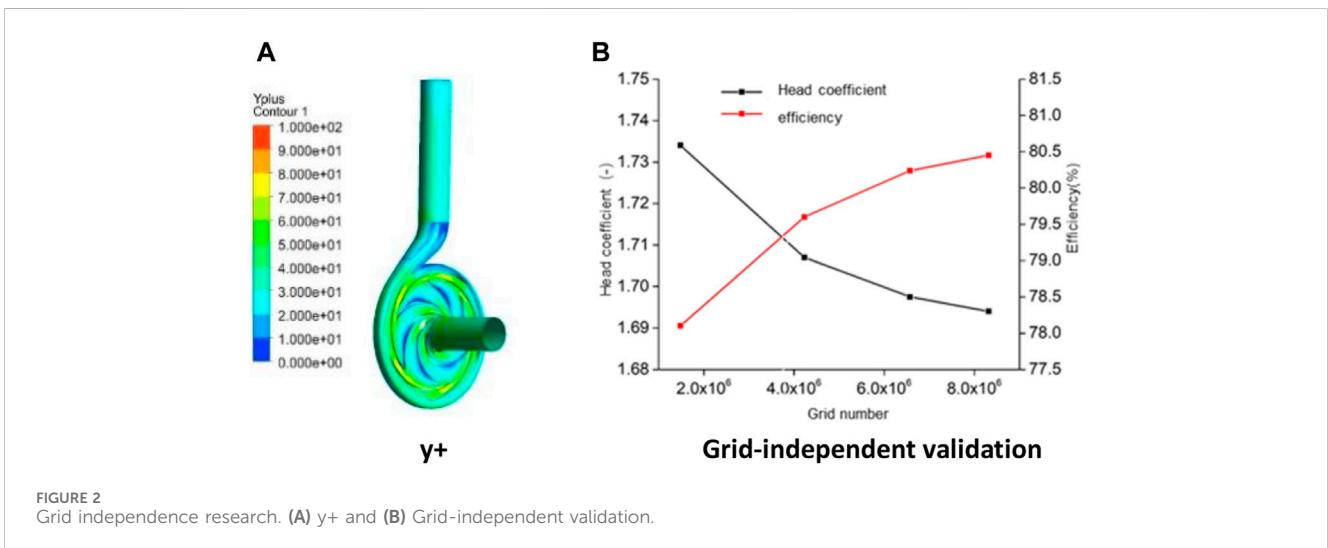 A
Yplus
Contour 1
1.000e+02
9.000e+01
7.000e+01
6.000e+01
5.000e+01
4.000e+01
3.000e+01
2.000e+01
1.000e+01
0.000e+00
y+
B
Head coefficient
efficiency
1.75
1.74
1.73
1.72
1.71
1.70
1.69
1.68
Head coefficient (-)
81.5
81.0
80.5
80.0
79.5
79.0
78.5
78.0
77.5
Efficiency(%)
2.0x10⁶ 4.0x10⁶ 6.0x10⁶ 8.0x10⁶
Grid number
Grid-independent validation
FIGURE 2
Grid independence research. (A) y+ and (B) Grid-independent validation.